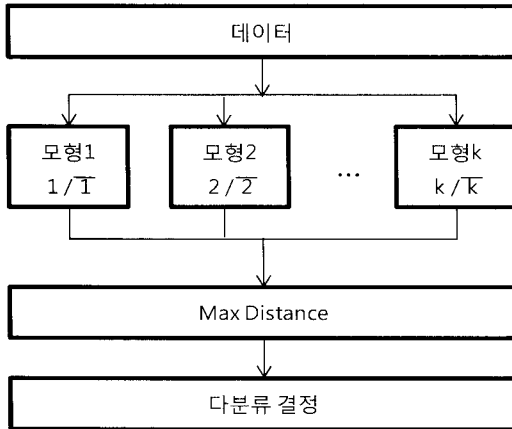 데이터
모형1 모형2 모형k
1/1̅ 2/2̅ ... k/k̅
Max Distance
다분류 결정